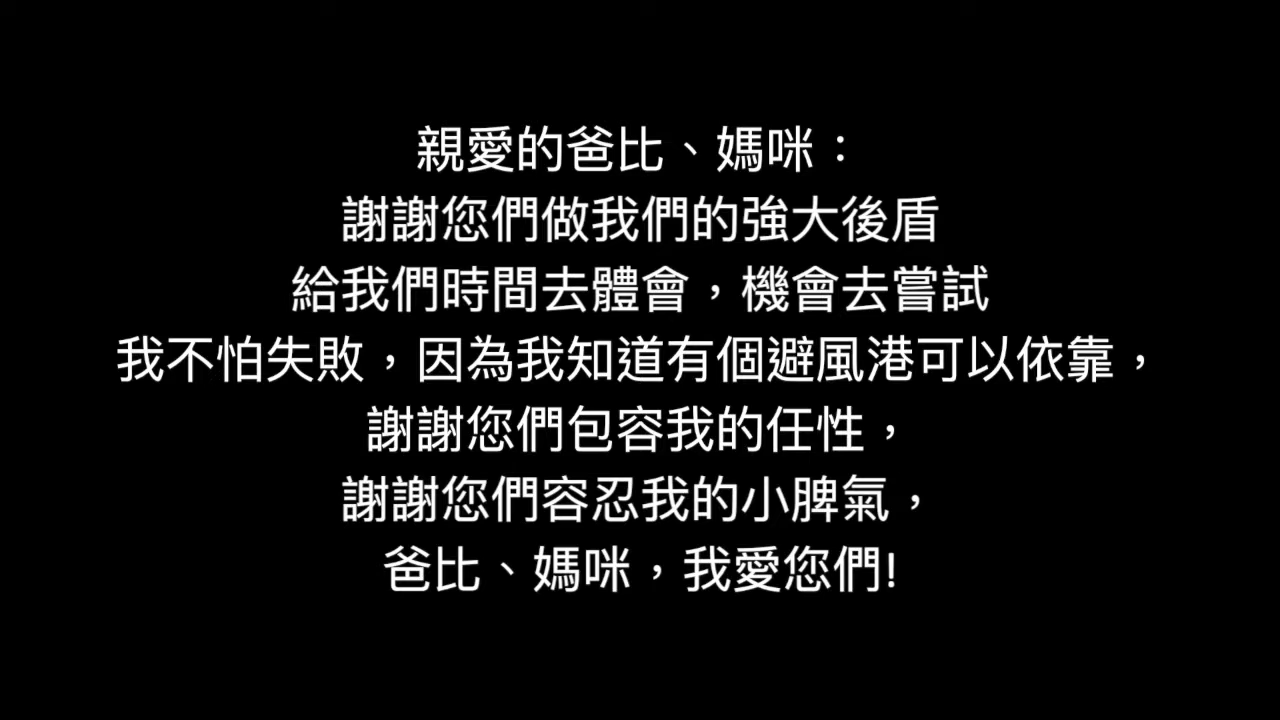 親愛的爸比、媽咪：
謝謝您們做我們的強大後盾
給我們時間去體會，機會去嘗試
我不怕失敗，因為我知道有個避風港可以依靠，
謝謝您們包容我的任性，
謝謝您們容忍我的小脾氣，
爸比、媽咪，我愛您們!